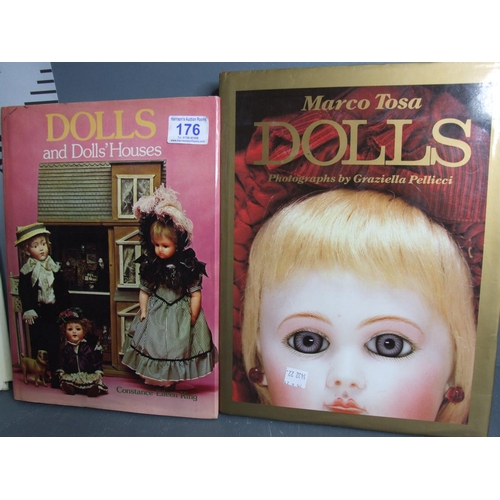 DOLLS
and Dolls' Houses
176
Constance Eileen King
Marco Tosa
DOLLS
Photographs by Graziella Pellicci